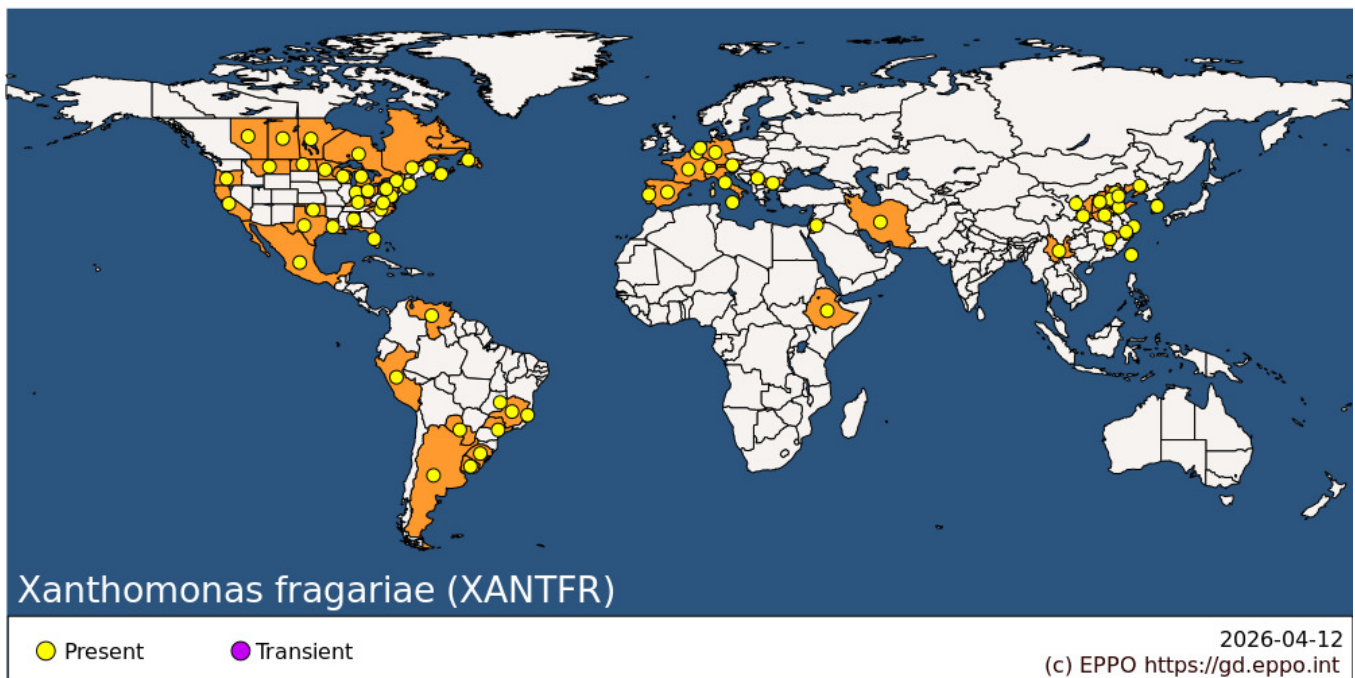 Xanthomonas fragariae (XANTFR)
Present
Transient
2026-04-12
(c) EPPO https://gd.eppo.int